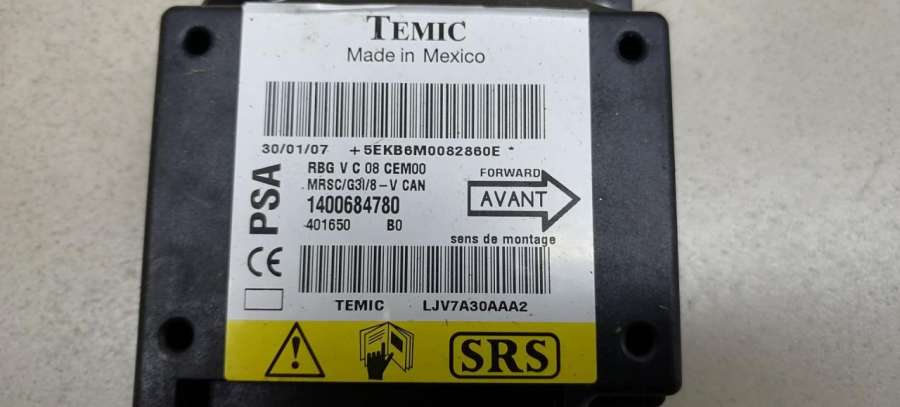 TEMIC
Made in Mexico
30/01/07 +5EKB6M0082860E *
RBG V C 08 CEM00
MRSC/G3I/8-V CAN
1400684780
401650 B0
PSA
CE
FORWARD
AVANT
sens de montage
TEMIC LJV7A30AAA2
SRS